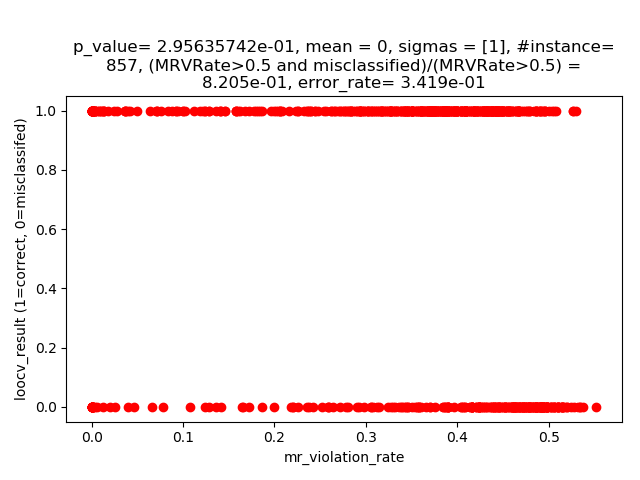 p_value= 2.95635742e-01, mean = 0, sigmas = [1], #instance=
857, (MRVRate>0.5 and misclassified)/(MRVRate>0.5) =
8.205e-01, error_rate= 3.419e-01
loocv_result (1=correct, 0=misclassifed)
1.0
0.8
0.6
0.4
0.2
0.0
0.0 0.1 0.2 0.3 0.4 0.5
mr_violation_rate